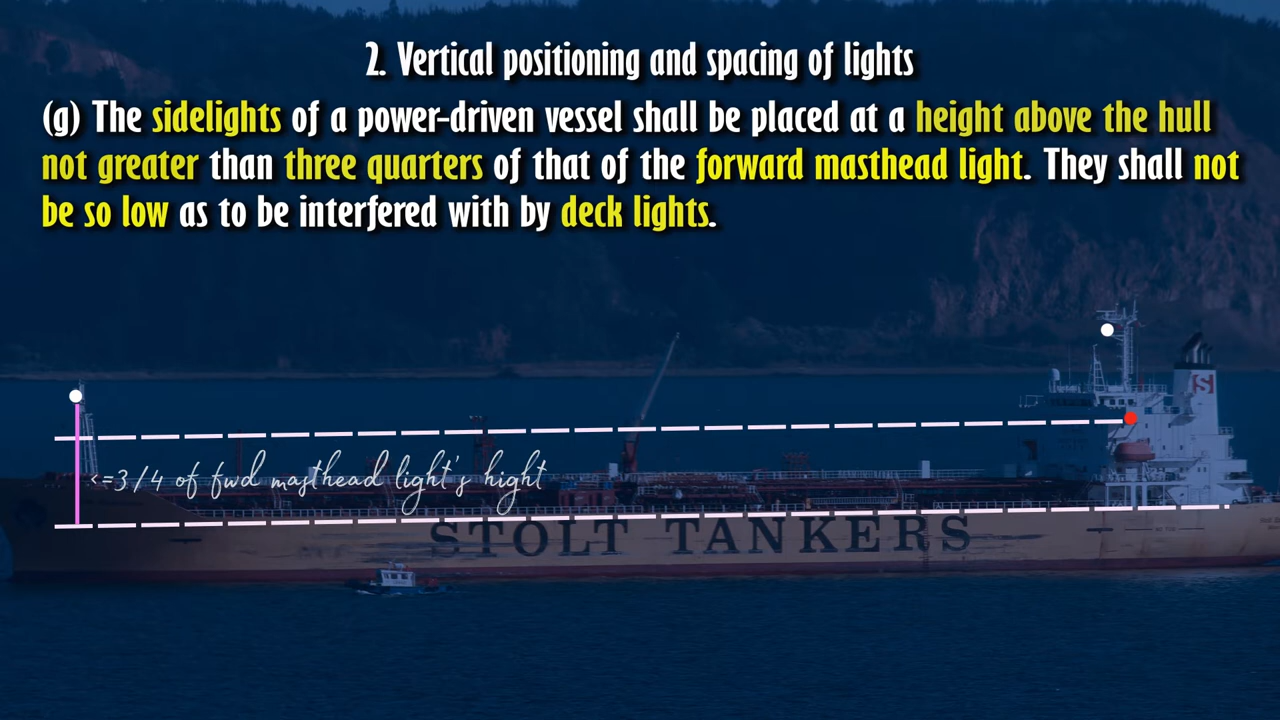 2. Vertical positioning and spacing of lights
(g) The sidelights of a power-driven vessel shall be placed at a height above the hull
not greater than three quarters of that of the forward masthead light. They shall not
be so low as to be interfered with by deck lights.
S
<=3/4 of fwd masthead light's hight
STOLT TANKERS